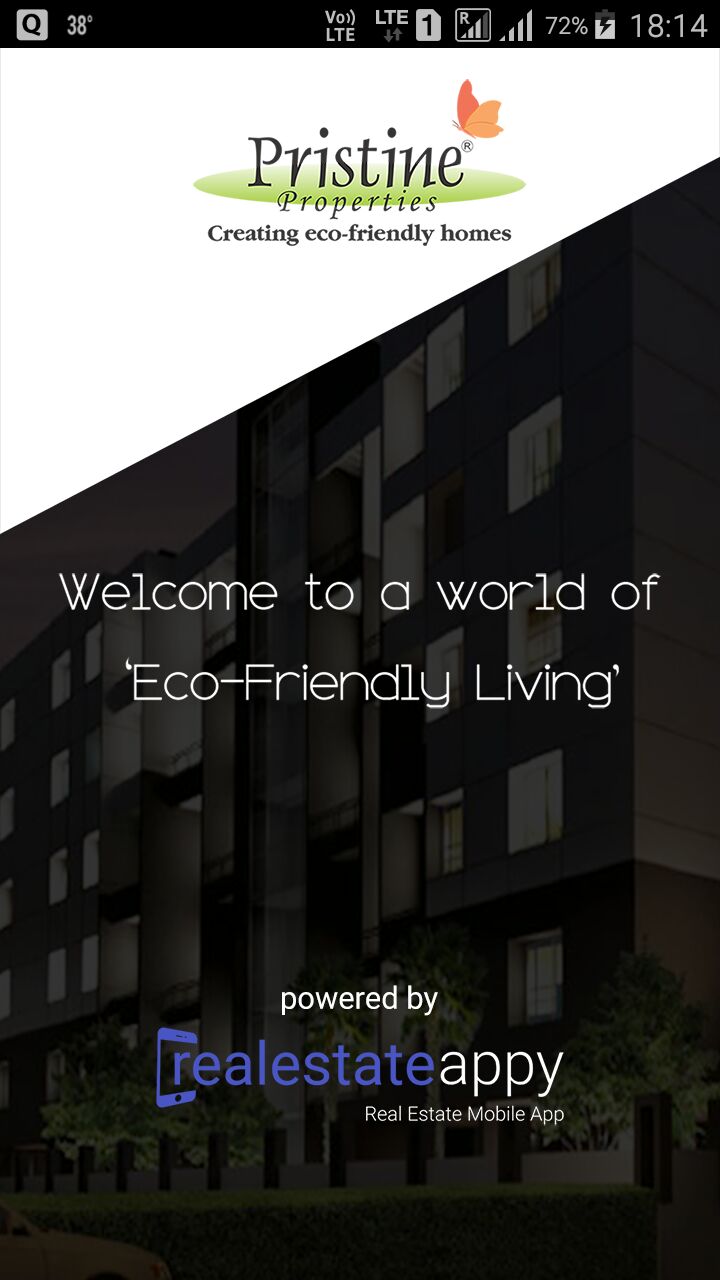 Q 38° Vo)) LTE LTE 1 R 72% 18:14
Pristine®
Properties
Creating eco-friendly homes
Welcome to a world of
‘Eco-Friendly Living’
powered by
realestateappy
Real Estate Mobile App